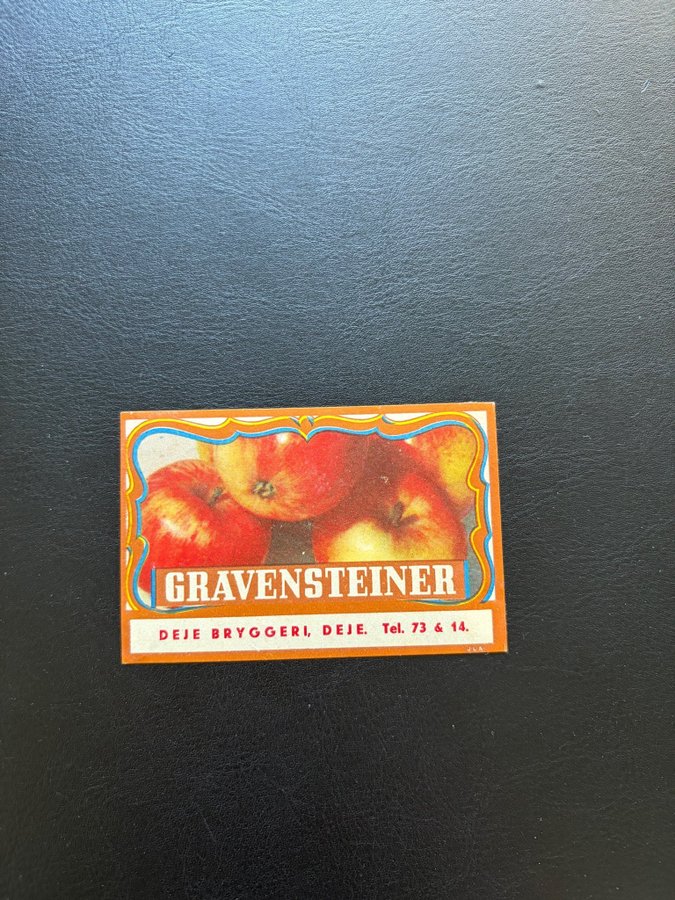 GRAVENSTEINER
DEJE BRYGGERI, DEJE. Tel. 73 & 14.